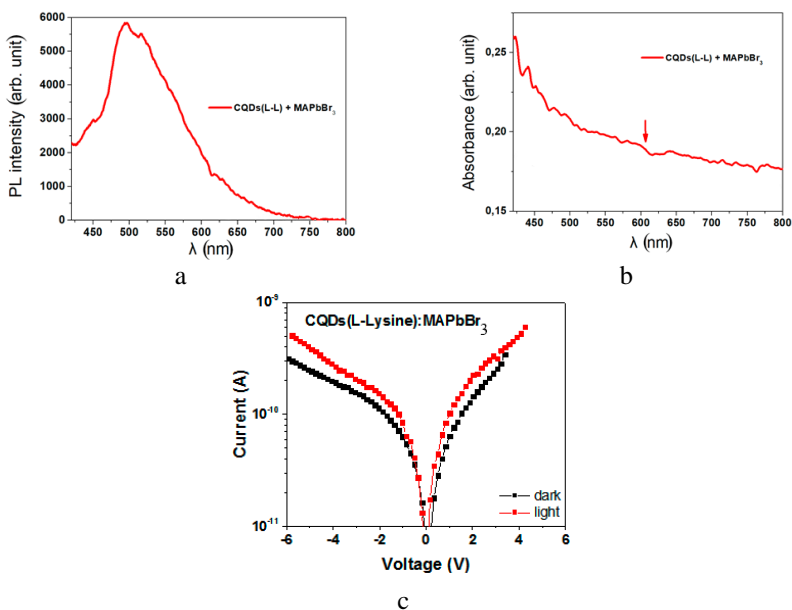 PL intensity (arb. unit)
6000
5000
4000
3000
2000
1000
0
CQDs(L-L) + MAPbBr3
450 500 550 600 650 700 750 800
λ (nm)
a
Absorbance (arb. unit)
0,25
0,20
0,15
CQDs(L-L) + MAPbBr3
450 500 550 600 650 700 750 800
λ (nm)
b
Current (A)
10-9
10-10
10-11
CQDs(L-Lysine):MAPbBr3
dark
light
-6 -4 -2 0 2 4 6
Voltage (V)
c